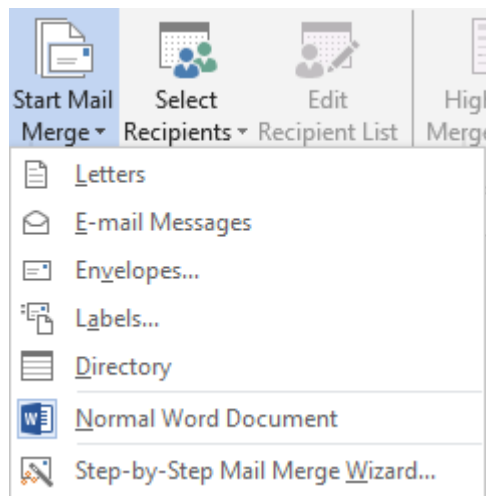 Start Mail Select Edit
Merge Recipients Recipient List
Letters
E-mail Messages
Envelopes...
Labels...
Directory
Normal Word Document
Step-by-Step Mail Merge Wizard...